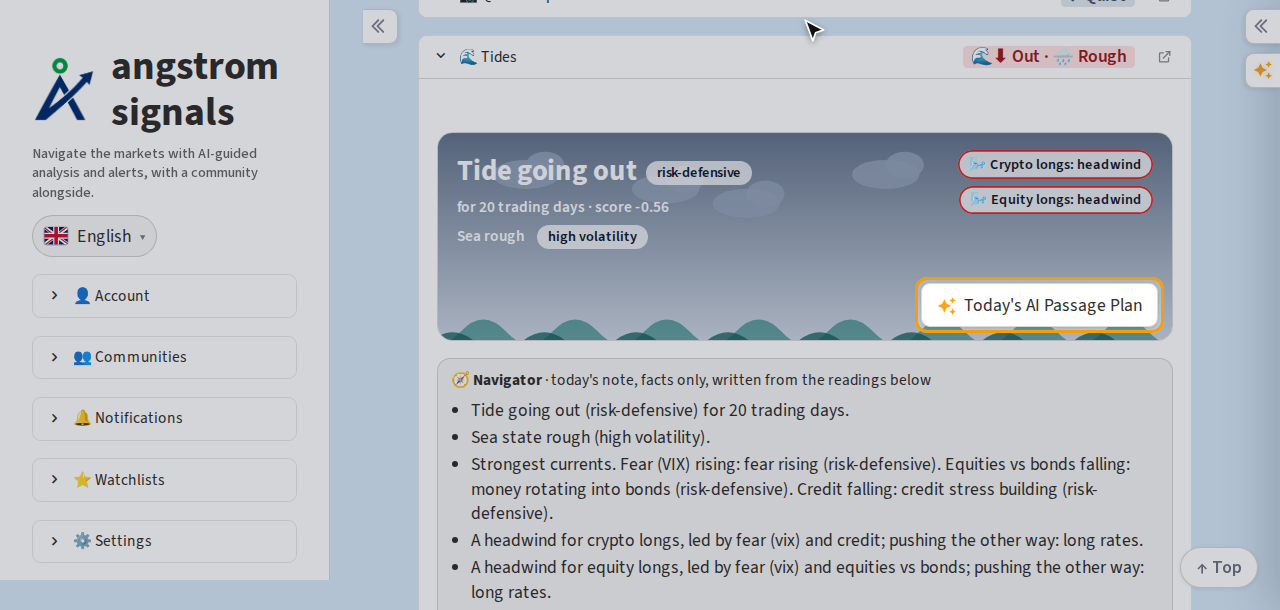 🌊 Tides
🌊⬇ Out · 🌧️ Rough
angstrom
signals
Navigate the markets with AI-guided
analysis and alerts, with a community
alongside.
English ▾
👤 Account
👥 Communities
🔔 Notifications
⭐ Watchlists
⚙️ Settings
Tide going out risk-defensive
for 20 trading days · score -0.56
Sea rough high volatility
🌬️ Crypto longs: headwind
🌬️ Equity longs: headwind
Today's AI Passage Plan
🧭 Navigator · today's note, facts only, written from the readings below
• Tide going out (risk-defensive) for 20 trading days.
• Sea state rough (high volatility).
• Strongest currents. Fear (VIX) rising: fear rising (risk-defensive). Equities vs bonds falling:
money rotating into bonds (risk-defensive). Credit falling: credit stress building (risk-
defensive).
• A headwind for crypto longs, led by fear (vix) and credit; pushing the other way: long rates.
• A headwind for equity longs, led by fear (vix) and equities vs bonds; pushing the other way:
long rates.
↑ Top